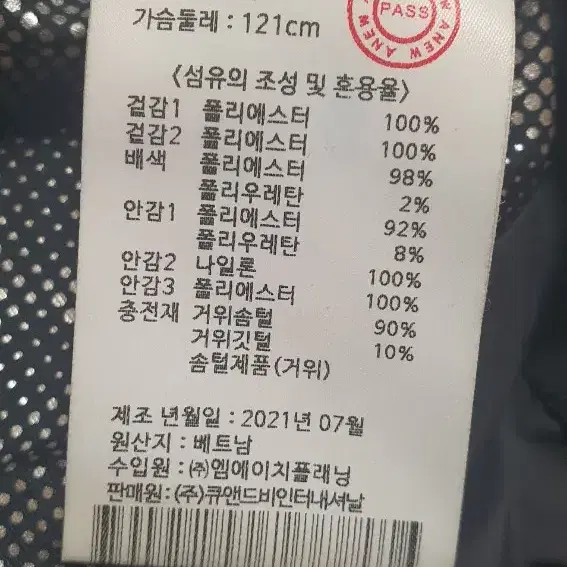 가슴둘레 : 121cm
PASS
ANEW ANEW
<섬유의 조성 및 혼용율>
겉감1 폴리에스터 100%
겉감2 폴리에스터 100%
배색 폴리에스터 98%
폴리우레탄 2%
안감1 폴리에스터 92%
폴리우레탄 8%
안감2 나일론 100%
안감3 폴리에스터 100%
충전재 거위솜털 90%
거위깃털 10%
솜털제품(거위)
제조 년월일 : 2021년 07월
원산지 : 베트남
수입원 : ㈜엠에이치플래닝
판매원 : (주)큐앤드비인터내셔날